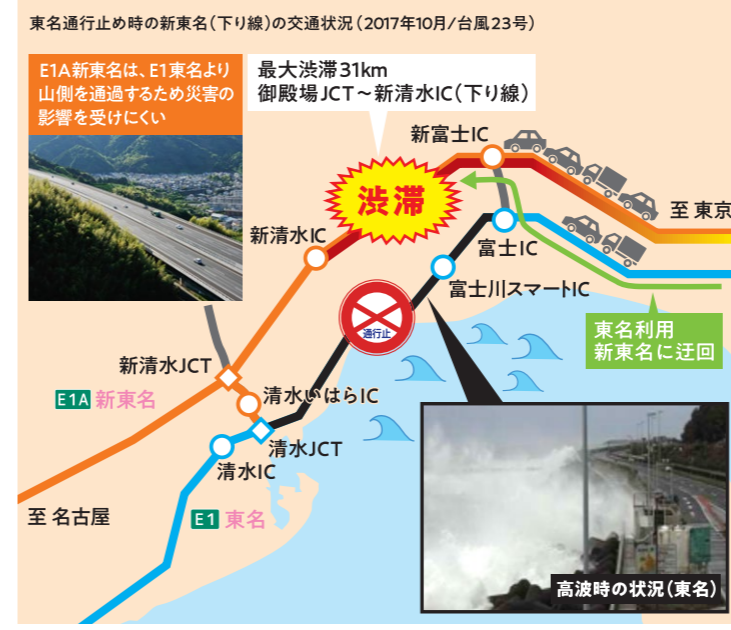 東名通行止め時の新東名（下り線）の交通状況（2017年10月/台風23号）
E1A新東名は、E1東名より
山側を通過するため災害の
影響を受けにくい
最大渋滞31km
御殿場JCT～新清水IC（下り線）
新富士IC
渋滞
至 東京
新清水IC
富士IC
富士川スマートIC
通行止
東名利用
新東名に迂回
新清水JCT
清水いはらIC
E1A 新東名
清水JCT
清水IC
至 名古屋
E1 東名
高波時の状況（東名）